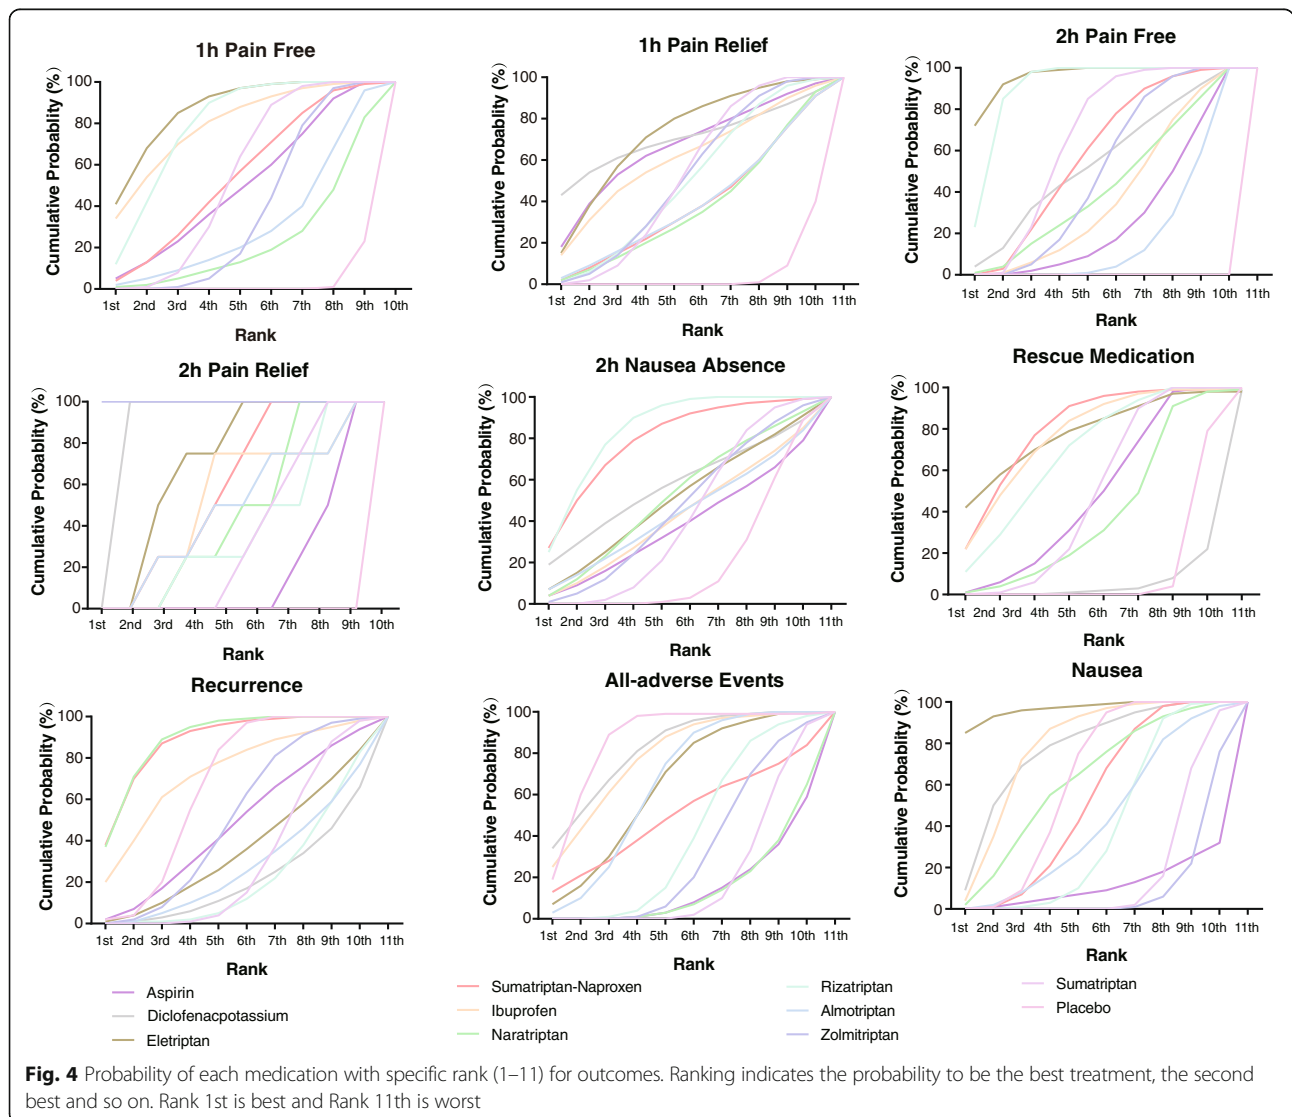 1h Pain Free
Cumulative Probability (%)
100
80
60
40
20
0
1st 2nd 3rd 4th 5th 6th 7th 8th 9th 10th
Rank
1h Pain Relief
Cumulative Probability (%)
100
80
60
40
20
0
1st 2nd 3rd 4th 5th 6th 7th 8th 9th 10th 11th
Rank
2h Pain Free
Cumulative Probablity (%)
100
80
60
40
20
0
1st 2nd 3rd 4th 5th 6th 7th 8th 9th 10th 11th
Rank
2h Pain Relief
Cumulative Probablity (%)
100
80
60
40
20
0
1st 2nd 3rd 4th 5th 6th 7th 8th 9th 10th
Rank
2h Nausea Absence
Cumulative Probablity (%)
100
80
60
40
20
0
1st 2nd 3rd 4th 5th 6th 7th 8th 9th 10th 11th
Rank
Rescue Medication
Cumulative Probablity (%)
100
80
60
40
20
0
1st 2nd 3rd 4th 5th 6th 7th 8th 9th 10th 11th
Rank
Recurrence
Cumulative Probablity (%)
100
80
60
40
20
0
1st 2nd 3rd 4th 5th 6th 7th 8th 9th 10th 11th
Rank
All-adverse Events
Cumulative Probablity (%)
100
80
60
40
20
0
1st 2nd 3rd 4th 5th 6th 7th 8th 9th 10th 11th
Rank
Nausea
Cumulative Probablity (%)
100
80
60
40
20
0
1st 2nd 3rd 4th 5th 6th 7th 8th 9th 10th 11th
Rank
Aspirin
Diclofenacpotassium
Eletriptan
Sumatriptan-Naproxen
Ibuprofen
Naratriptan
Rizatriptan
Almotriptan
Zolmitriptan
Sumatriptan
Placebo
Fig. 4 Probability of each medication with specific rank (1–11) for outcomes. Ranking indicates the probability to be the best treatment, the second
best and so on. Rank 1st is best and Rank 11th is worst